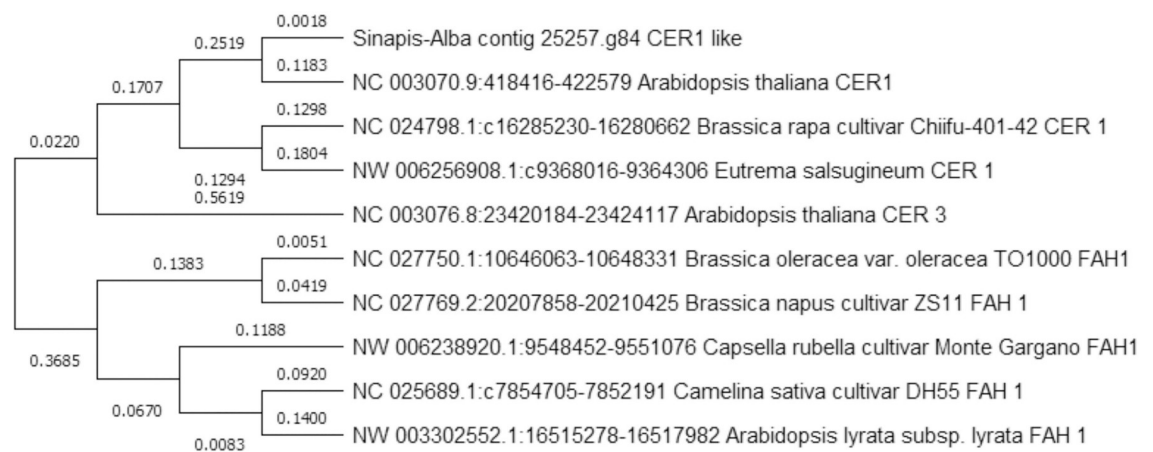 0.0018
Sinapis-Alba contig 25257.g84 CER1 like
0.2519
0.1183
NC 003070.9:418416-422579 Arabidopsis thaliana CER1
0.1707
0.1298
NC 024798.1:c16285230-16280662 Brassica rapa cultivar Chiifu-401-42 CER 1
0.0220
0.1804
NW 006256908.1:c9368016-9364306 Eutrema salsugineum CER 1
0.1294
0.5619
NC 003076.8:23420184-23424117 Arabidopsis thaliana CER 3
0.0051
NC 027750.1:10646063-10648331 Brassica oleracea var. oleracea TO1000 FAH1
0.1383
0.0419
NC 027769.2:20207858-20210425 Brassica napus cultivar ZS11 FAH 1
0.1188
NW 006238920.1:9548452-9551076 Capsella rubella cultivar Monte Gargano FAH1
0.3685
0.0920
NC 025689.1:c7854705-7852191 Camelina sativa cultivar DH55 FAH 1
0.0670
0.1400
NW 003302552.1:16515278-16517982 Arabidopsis lyrata subsp. lyrata FAH 1
0.0083